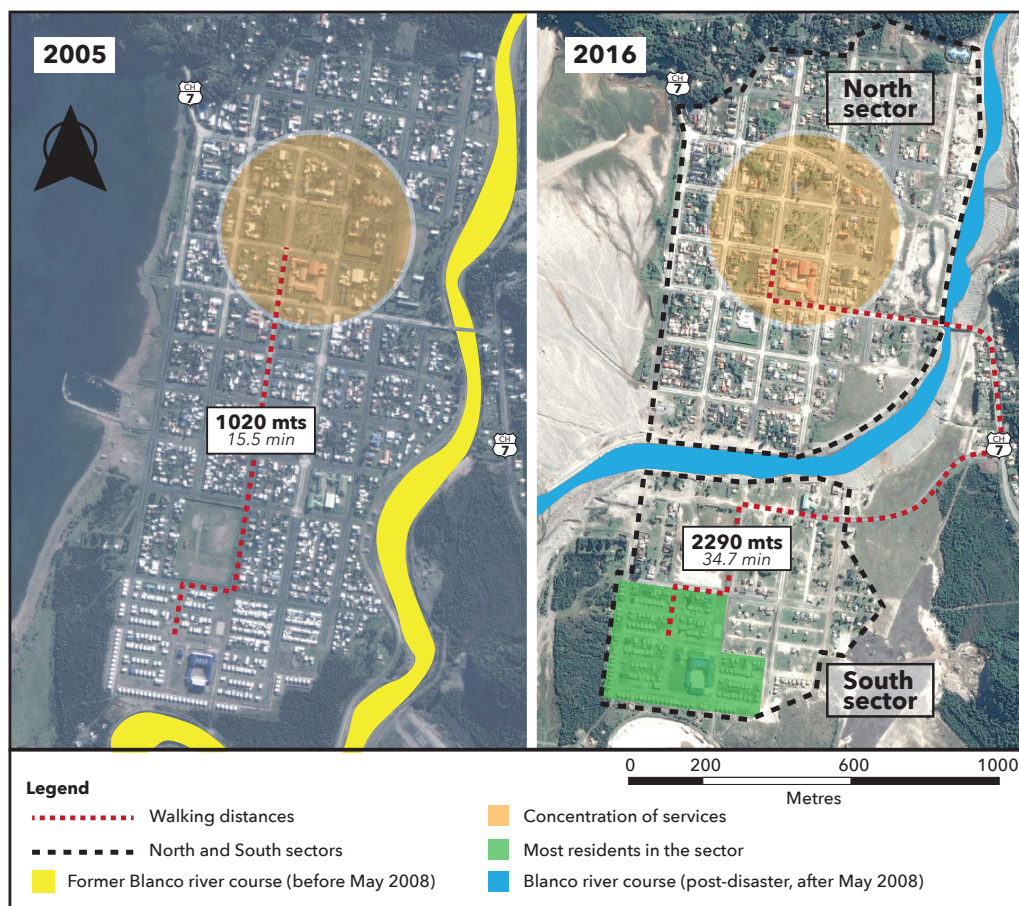 2005
CH
7
1020 mts
15.5 min
CH
7
2016
CH
7
North
sector
CH
7
2290 mts
34.7 min
South
sector
0 200 600 1000
Metres
Legend
Walking distances
North and South sectors
Former Blanco river course (before May 2008)
Concentration of services
Most residents in the sector
Blanco river course (post-disaster, after May 2008)